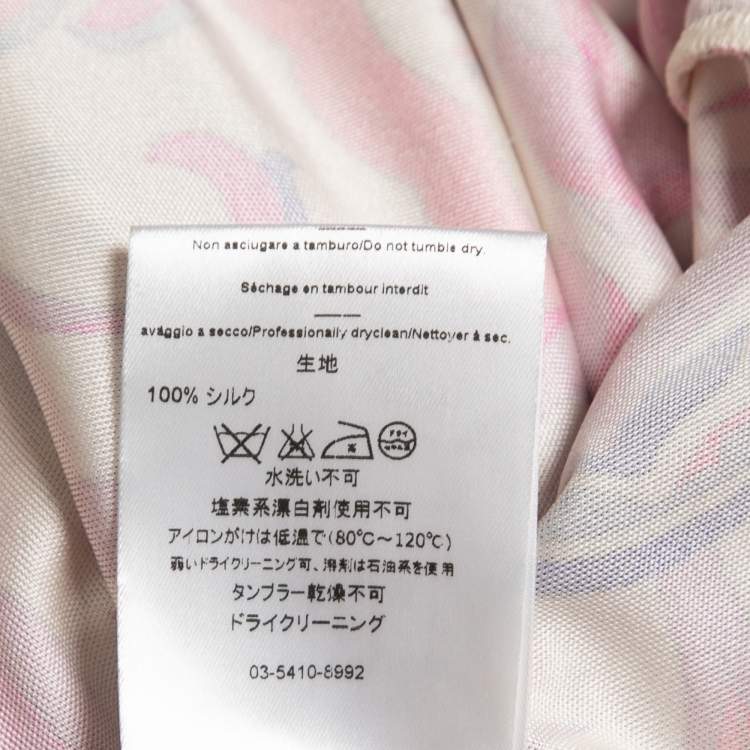 Non asciugare a tamburo/Do not tumble dry.
Séchage en tambour interdit
avaggio a secco/Professionally dryclean/Nettoyer à sec.
生地
100% シルク
ドライ
水洗い不可
塩素系漂白剤使用不可
アイロンがけは低温で(80℃～120℃)
弱いドライクリーニング可、溶剤は石油系を使用
タンブラー乾燥不可
ドライクリーニング
03-5410-8992